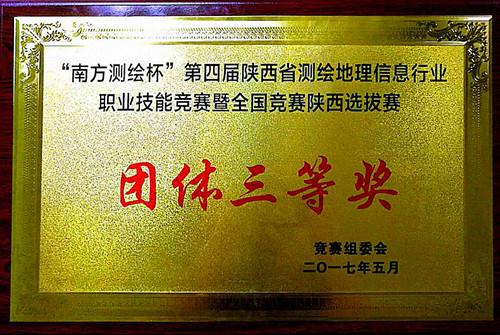 “南方测绘杯”第四届陕西省测绘地理信息行业
职业技能竞赛暨全国竞赛陕西选拔赛
团体三等奖
竞赛组委会
二〇一七年五月